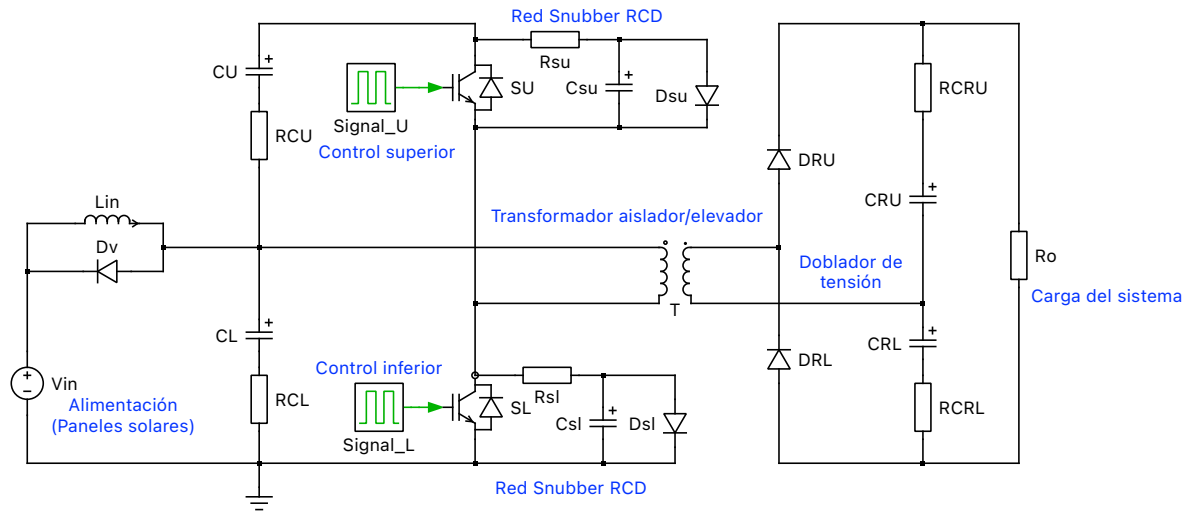 Red Snubber RCD
Rsu
CU
SU
Csu
Dsu
RCRU
Signal_U
RCU
Control superior
DRU
CRU
Lin
Transformador aislador/elevador
Dv
Doblador de
tensión
Ro
Carga del sistema
T
CL
CRL
Control inferior
DRL
Vin
Rsl
Alimentación
(Paneles solares)
RCL
SL
Csl
Dsl
RCRL
Signal_L
Red Snubber RCD